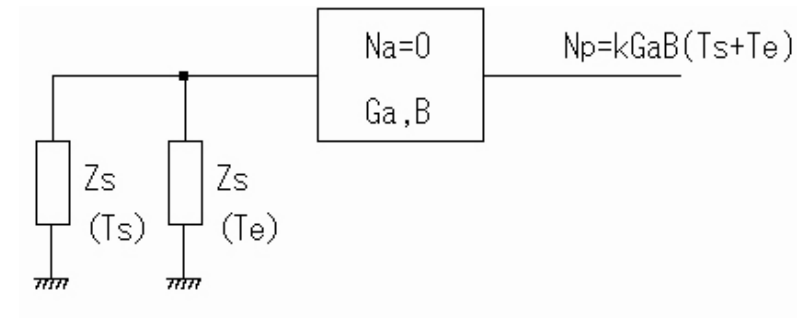 Na=0
Ga,B
Np=kGaB(Ts+Te)
Zs
(Ts)
Zs
(Te)